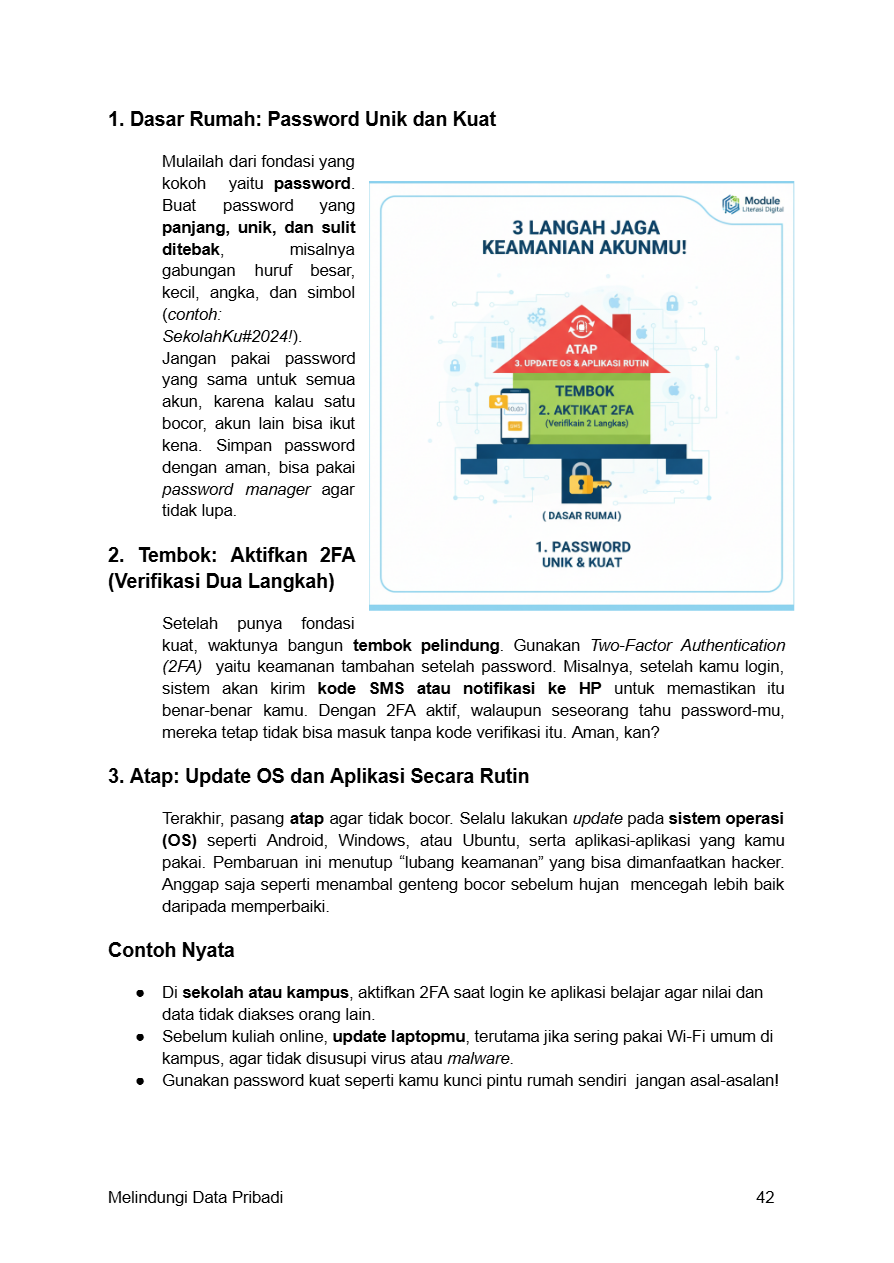 1. Dasar Rumah: Password Unik dan Kuat
Mulailah dari fondasi yang
kokoh yaitu password.
Buat password yang
panjang, unik, dan sulit
ditebak, misalnya
gabungan huruf besar,
kecil, angka, dan simbol
(contoh:
SekolahKu#2024!).
Jangan pakai password
yang sama untuk semua
akun, karena kalau satu
bocor, akun lain bisa ikut
kena. Simpan password
dengan aman, bisa pakai
password manager agar
tidak lupa.
Module
Literasi Digital
3 LANGAH JAGA
KEAMANIAN AKUNMU!
ATAP
3. UPDATE OS & APLIKASI RUTIN
TEMBOK
2. AKTIKAT 2FA
(Verifikain 2 Langkas)
( DASAR RUMAI)
1. PASSWORD
UNIK & KUAT
2. Tembok: Aktifkan 2FA
(Verifikasi Dua Langkah)
Setelah punya fondasi
kuat, waktunya bangun tembok pelindung. Gunakan Two-Factor Authentication
(2FA) yaitu keamanan tambahan setelah password. Misalnya, setelah kamu login,
sistem akan kirim kode SMS atau notifikasi ke HP untuk memastikan itu
benar-benar kamu. Dengan 2FA aktif, walaupun seseorang tahu password-mu,
mereka tetap tidak bisa masuk tanpa kode verifikasi itu. Aman, kan?
3. Atap: Update OS dan Aplikasi Secara Rutin
Terakhir, pasang atap agar tidak bocor. Selalu lakukan update pada sistem operasi
(OS) seperti Android, Windows, atau Ubuntu, serta aplikasi-aplikasi yang kamu
pakai. Pembaruan ini menutup “lubang keamanan” yang bisa dimanfaatkan hacker.
Anggap saja seperti menambal genteng bocor sebelum hujan mencegah lebih baik
daripada memperbaiki.
Contoh Nyata
● Di sekolah atau kampus, aktifkan 2FA saat login ke aplikasi belajar agar nilai dan
data tidak diakses orang lain.
● Sebelum kuliah online, update laptopmu, terutama jika sering pakai Wi-Fi umum di
kampus, agar tidak disusupi virus atau malware.
● Gunakan password kuat seperti kamu kunci pintu rumah sendiri jangan asal-asalan!
Melindungi Data Pribadi 42